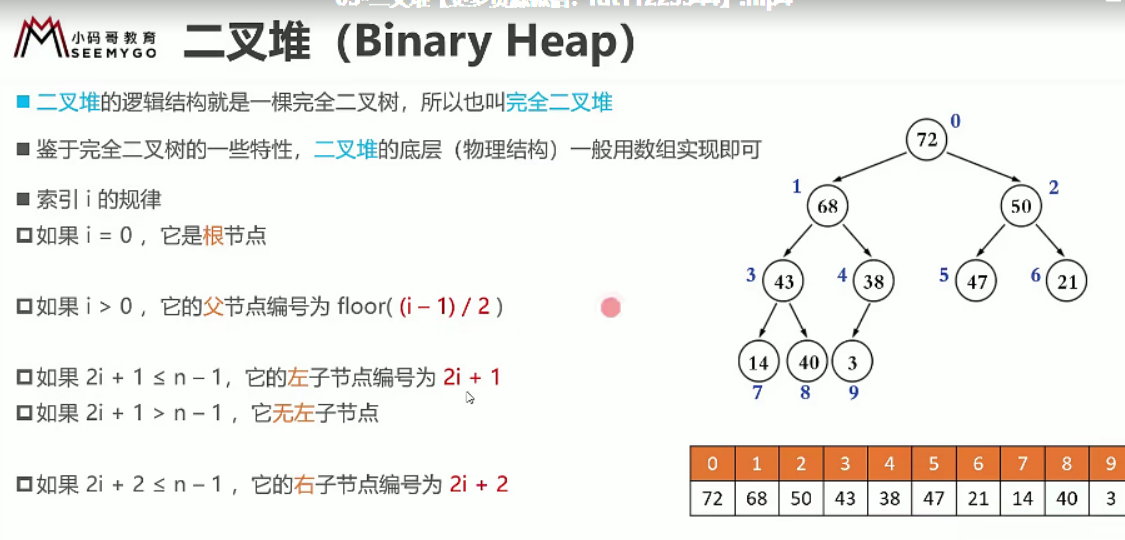 小码哥教育
SEEMYGO
二叉堆（Binary Heap）
■ 二叉堆的逻辑结构就是一棵完全二叉树，所以也叫完全二叉堆
■ 鉴于完全二叉树的一些特性，二叉堆的底层（物理结构）一般用数组实现即可
■ 索引 i 的规律
□ 如果 i = 0 ，它是根节点
□ 如果 i > 0 ，它的父节点编号为 floor( (i – 1) / 2 )
□ 如果 2i + 1 ≤ n – 1，它的左子节点编号为 2i + 1
□ 如果 2i + 1 > n – 1 ，它无左子节点
□ 如果 2i + 2 ≤ n – 1 ，它的右子节点编号为 2i + 2
72 0
1 68 50 2
3 43 4 38 5 47 6 21
14 40 3
7 8 9
0 1 2 3 4 5 6 7 8 9
72 68 50 43 38 47 21 14 40 3